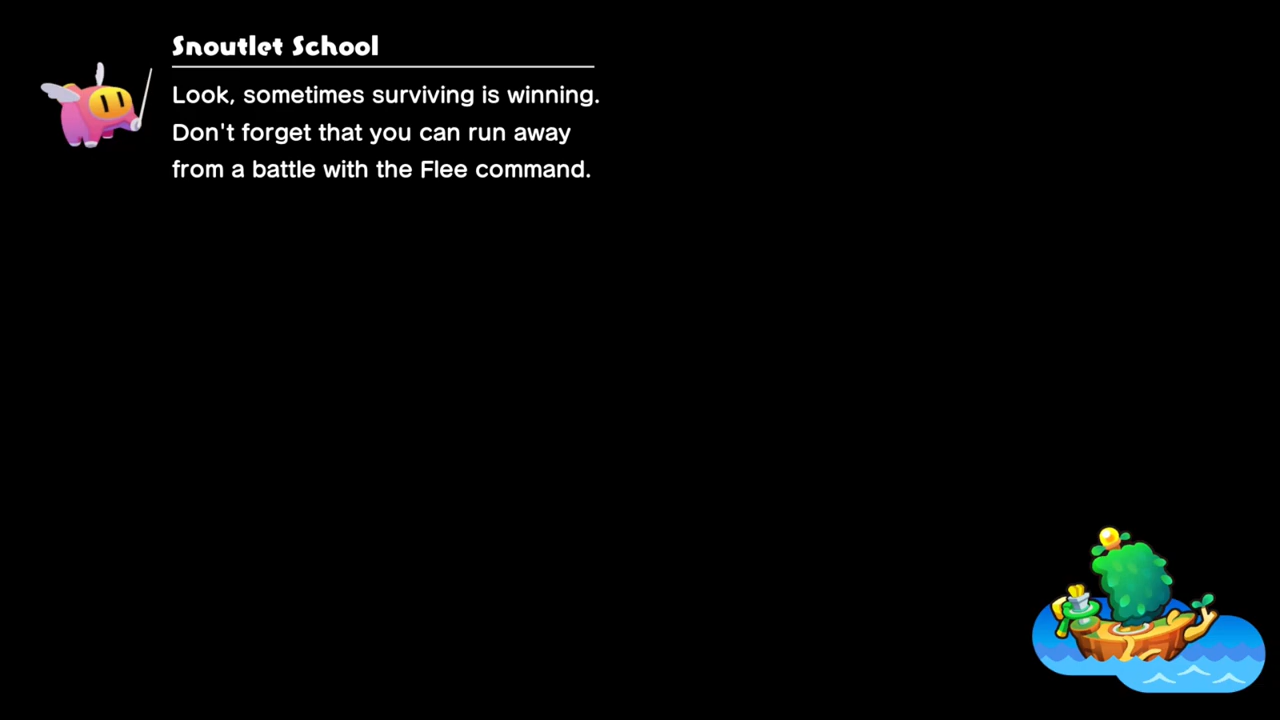 Snoutlet School
Look, sometimes surviving is winning.
Don't forget that you can run away
from a battle with the Flee command.